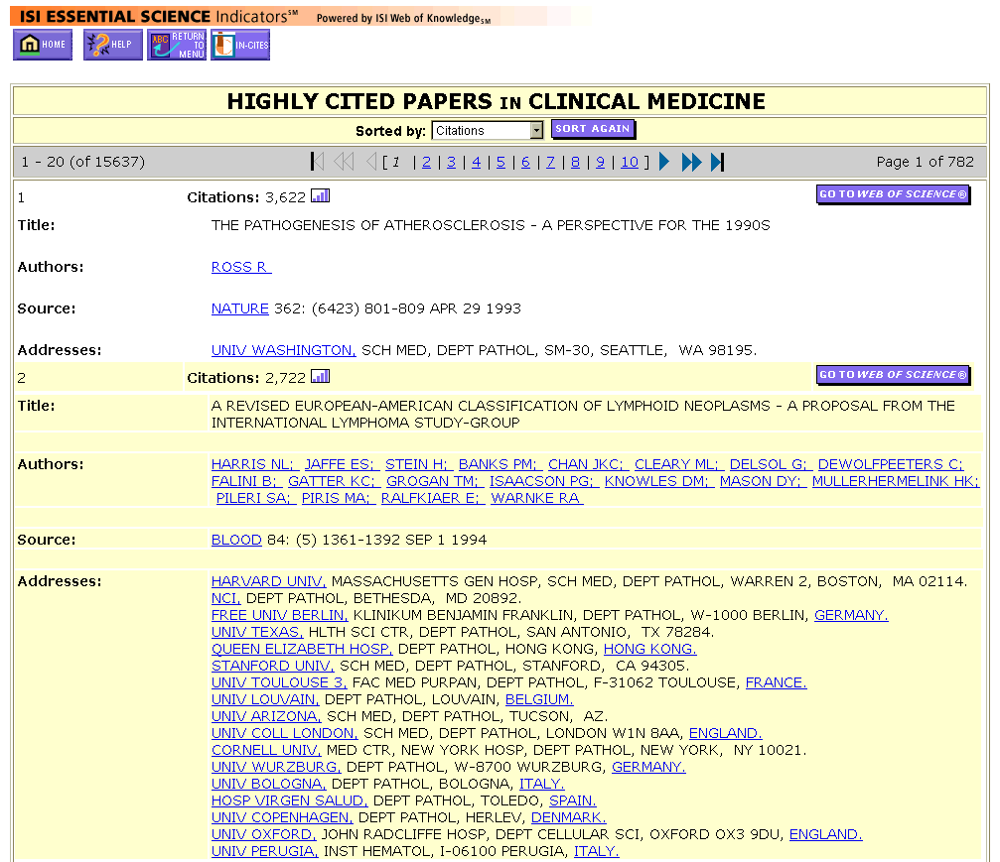 ISI ESSENTIAL SCIENCE Indicators℠ Powered by ISI Web of Knowledge℠
HOME HELP ABC RETURN TO MENU IN-CITES
HIGHLY CITED PAPERS IN CLINICAL MEDICINE
Sorted by: Citations SORT AGAIN
1 - 20 (of 15637) [ 1 | 2 | 3 | 4 | 5 | 6 | 7 | 8 | 9 | 10 ] Page 1 of 782
1 Citations: 3,622 GO TO WEB OF SCIENCE®
Title: THE PATHOGENESIS OF ATHEROSCLEROSIS - A PERSPECTIVE FOR THE 1990S
Authors: ROSS R
Source: NATURE 362: (6423) 801-809 APR 29 1993
Addresses: UNIV WASHINGTON, SCH MED, DEPT PATHOL, SM-30, SEATTLE, WA 98195.
2 Citations: 2,722 GO TO WEB OF SCIENCE®
Title: A REVISED EUROPEAN-AMERICAN CLASSIFICATION OF LYMPHOID NEOPLASMS - A PROPOSAL FROM THE
INTERNATIONAL LYMPHOMA STUDY-GROUP
Authors: HARRIS NL; JAFFE ES; STEIN H; BANKS PM; CHAN JKC; CLEARY ML; DELSOL G; DEWOLFPEETERS C;
FALINI B; GATTER KC; GROGAN TM; ISAACSON PG; KNOWLES DM; MASON DY; MULLERHERMELINK HK;
PILERI SA; PIRIS MA; RALFKIAER E; WARNKE RA
Source: BLOOD 84: (5) 1361-1392 SEP 1 1994
Addresses: HARVARD UNIV, MASSACHUSETTS GEN HOSP, SCH MED, DEPT PATHOL, WARREN 2, BOSTON, MA 02114.
NCI, DEPT PATHOL, BETHESDA, MD 20892.
FREE UNIV BERLIN, KLINIKUM BENJAMIN FRANKLIN, DEPT PATHOL, W-1000 BERLIN, GERMANY.
UNIV TEXAS, HLTH SCI CTR, DEPT PATHOL, SAN ANTONIO, TX 78284.
QUEEN ELIZABETH HOSP, DEPT PATHOL, HONG KONG, HONG KONG.
STANFORD UNIV, SCH MED, DEPT PATHOL, STANFORD, CA 94305.
UNIV TOULOUSE 3, FAC MED PURPAN, DEPT PATHOL, F-31062 TOULOUSE, FRANCE.
UNIV LOUVAIN, DEPT PATHOL, LOUVAIN, BELGIUM.
UNIV ARIZONA, SCH MED, DEPT PATHOL, TUCSON, AZ.
UNIV COLL LONDON, SCH MED, DEPT PATHOL, LONDON W1N 8AA, ENGLAND.
CORNELL UNIV, MED CTR, NEW YORK HOSP, DEPT PATHOL, NEW YORK, NY 10021.
UNIV WURZBURG, DEPT PATHOL, W-8700 WURZBURG, GERMANY.
UNIV BOLOGNA, DEPT PATHOL, BOLOGNA, ITALY.
HOSP VIRGEN SALUD, DEPT PATHOL, TOLEDO, SPAIN.
UNIV COPENHAGEN, DEPT PATHOL, HERLEV, DENMARK.
UNIV OXFORD, JOHN RADCLIFFE HOSP, DEPT CELLULAR SCI, OXFORD OX3 9DU, ENGLAND.
UNIV PERUGIA, INST HEMATOL, I-06100 PERUGIA, ITALY.